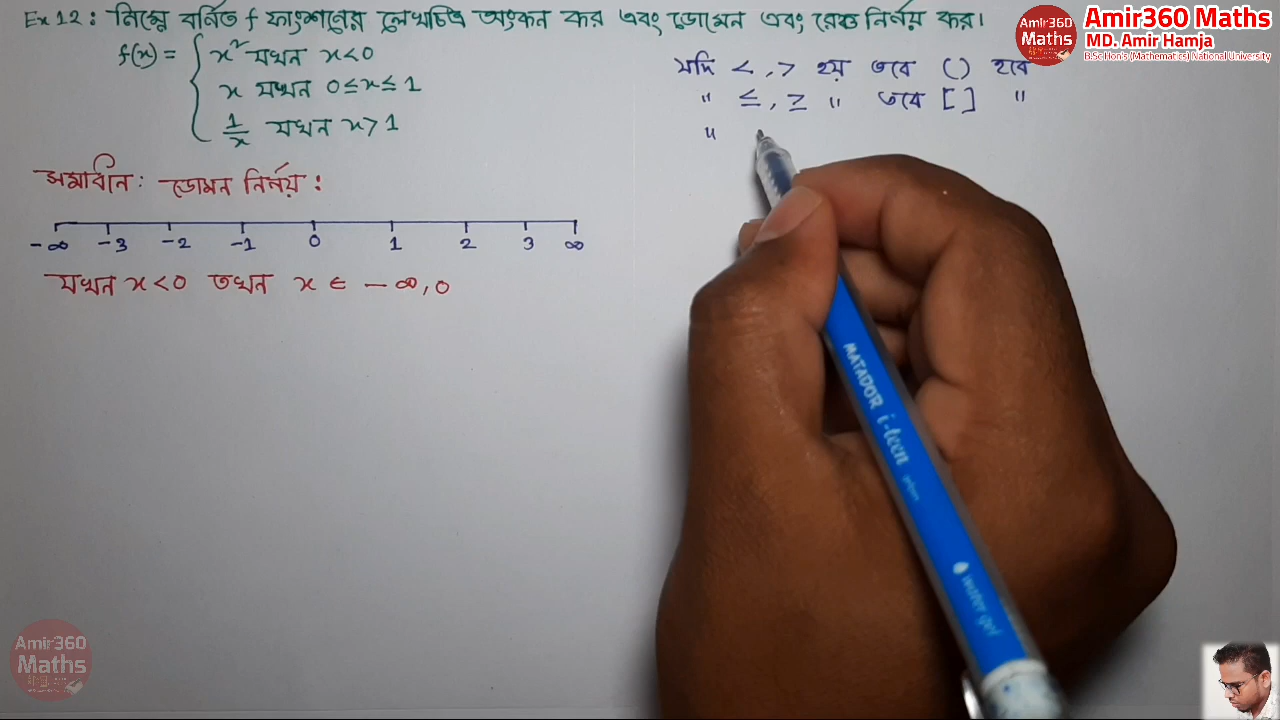 Ex 12: নিম্নে বর্ণিত f ফাংশনের লেখচিত্র অংকন কর এবং ডোমেন এবং রেঞ্জ নির্ণয় কর।
f(x) = { x² যখন x<0
x যখন 0≤x≤1
1/x যখন x>1
যদি <,> হয় তবে () হবে
" ≤,≥ " তবে [] "
"
সমাধান: ডোমেন নির্ণয়:
-∞ -3 -2 -1 0 1 2 3 ∞
যখন x<0 তখন x ∈ -∞,0
Amir360 Maths
Amir360 Maths
MD. Amir Hamja
B.Sc Hon's (Mathematics) National University
MATADOR i-teen
Amir360 Maths